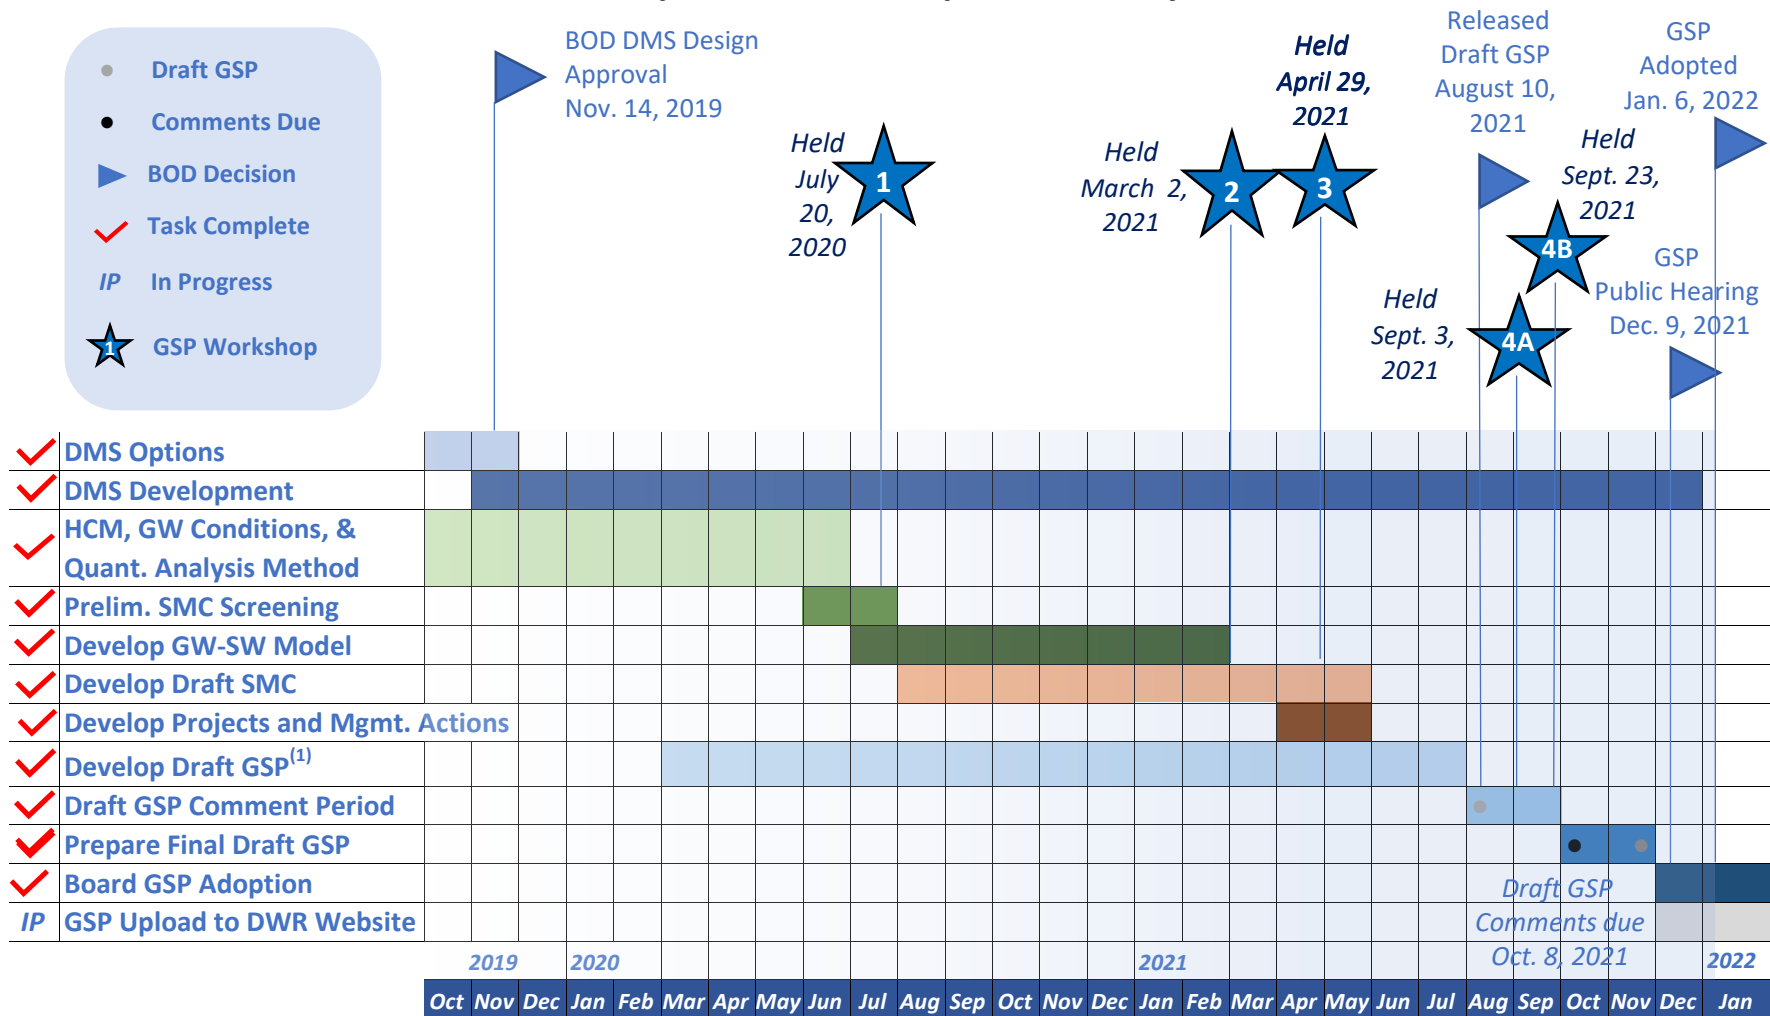 Draft GSP
Comments Due
BOD Decision
Task Complete
IP In Progress
1 GSP Workshop
BOD DMS Design
Approval
Nov. 14, 2019
Held
July
20,
2020
1
Held
March 2,
2021
2
Held
April 29,
2021
3
Released
Draft GSP
August 10,
2021
Held
Sept. 3,
2021
4A
Held
Sept. 23,
2021
4B
GSP
Adopted
Jan. 6, 2022
GSP
Public Hearing
Dec. 9, 2021
DMS Options
DMS Development
HCM, GW Conditions, &
Quant. Analysis Method
Prelim. SMC Screening
Develop GW-SW Model
Develop Draft SMC
Develop Projects and Mgmt. Actions
Develop Draft GSP(1)
Draft GSP Comment Period
Prepare Final Draft GSP
Board GSP Adoption
IP GSP Upload to DWR Website
Draft GSP
Comments due
Oct. 8, 2021
2019 2020 2021 2022
Oct Nov Dec Jan Feb Mar Apr May Jun Jul Aug Sep Oct Nov Dec Jan Feb Mar Apr May Jun Jul Aug Sep Oct Nov Dec Jan